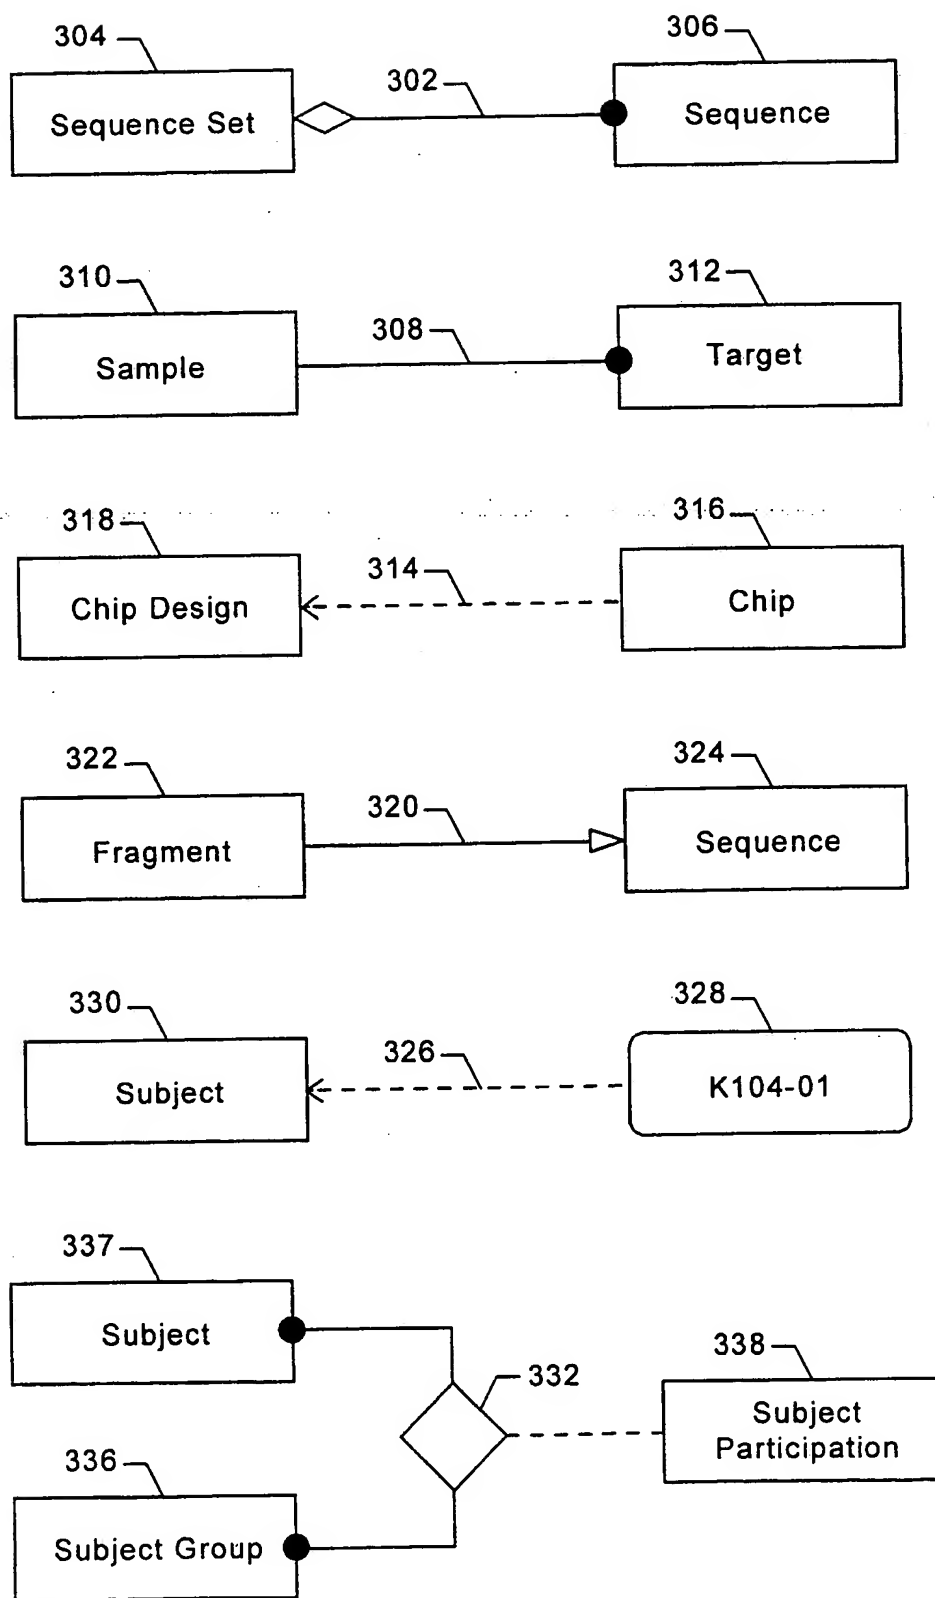 304
306
302
Sequence Set
Sequence
310
312
308
Sample
Target
318
316
314
Chip Design
Chip
322
324
320
Fragment
Sequence
330
328
326
Subject
K104-01
337
Subject
338
332
Subject
Participation
336
Subject Group